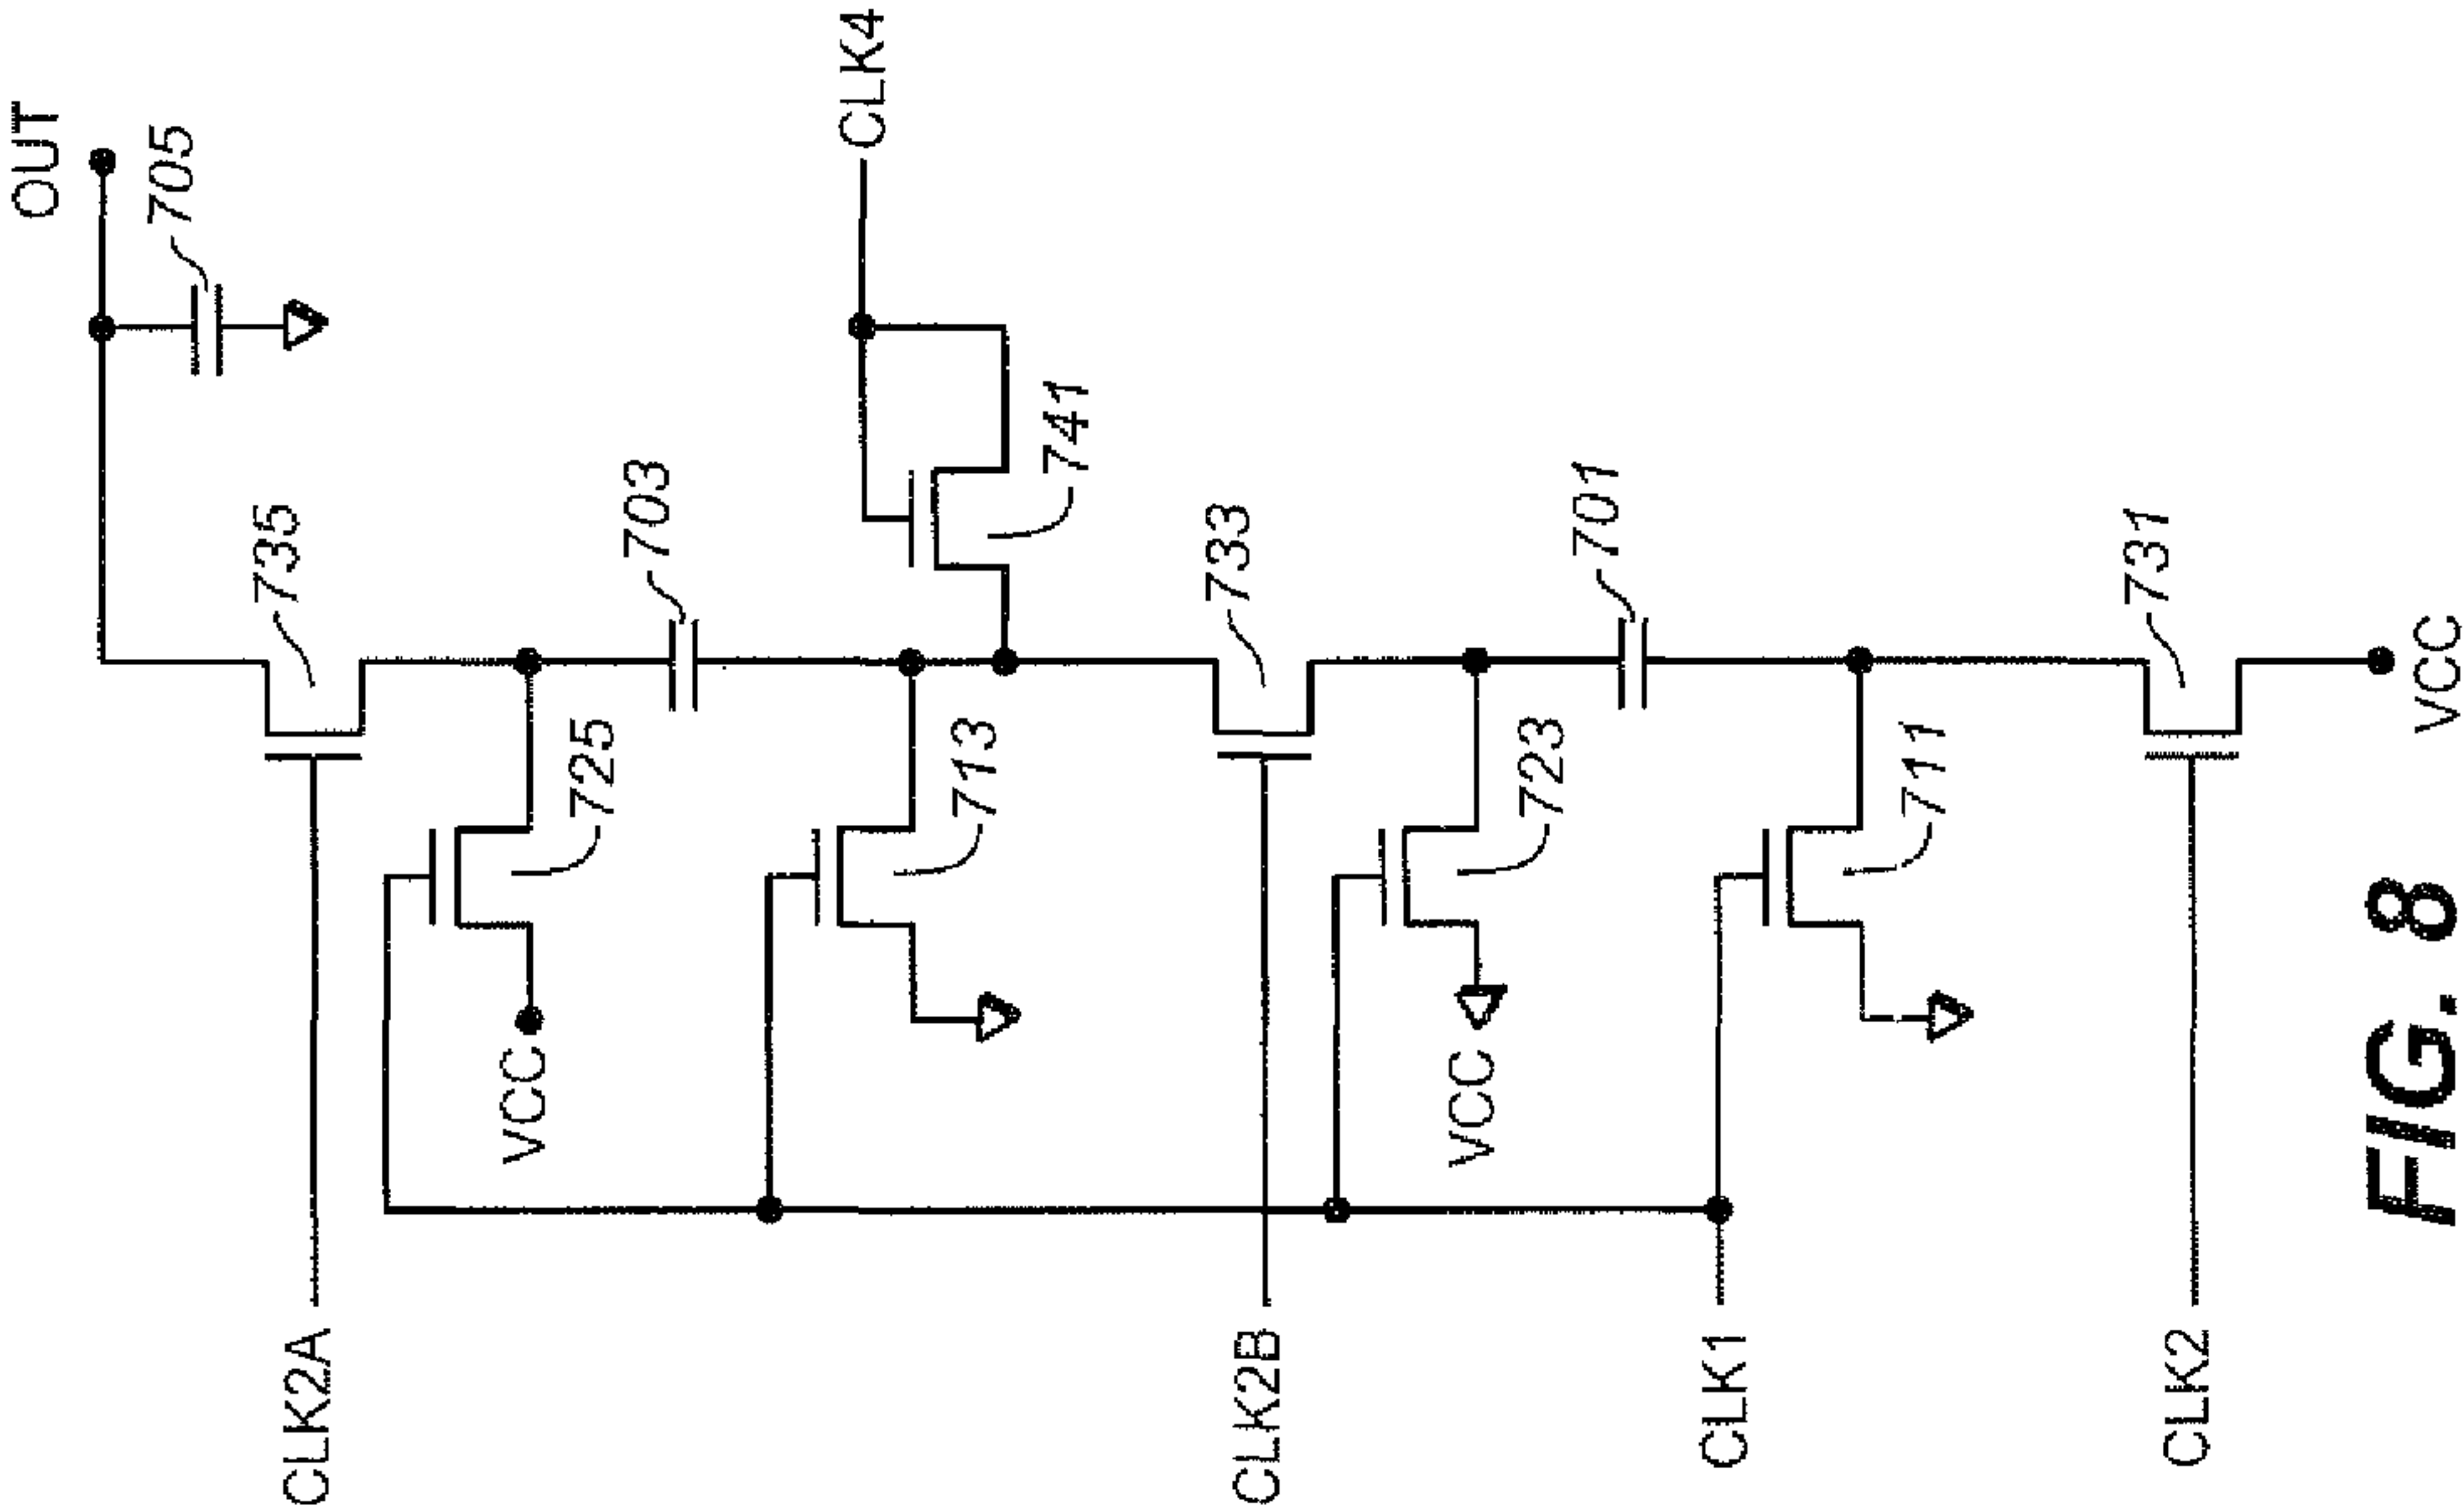 OUT
705
735
CLK2A
VCC
725
703
CLK4
713
741
733
CLK2B
VCC
723
701
CLK1
711
731
CLK2
VCC
FIG. 8